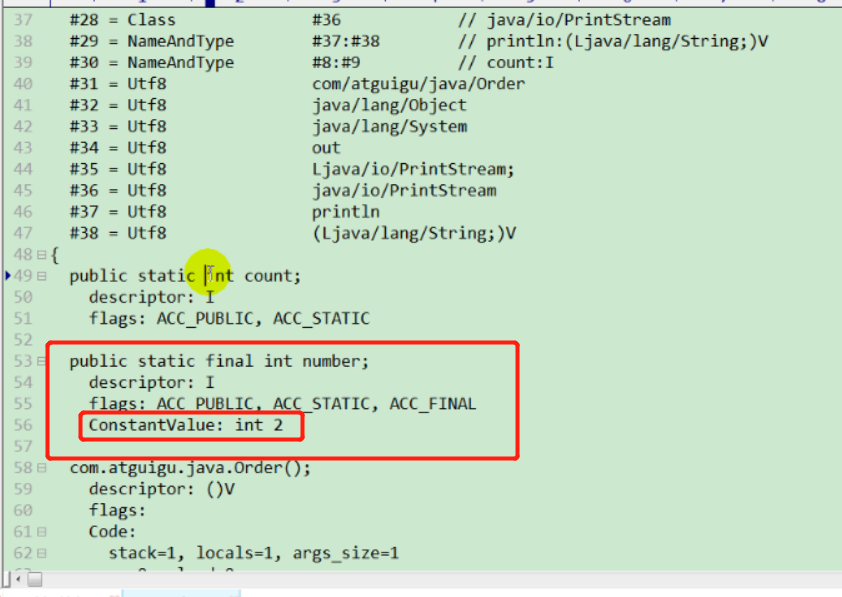 37 #28 = Class #36 // java/io/PrintStream
38 #29 = NameAndType #37:#38 // println:(Ljava/lang/String;)V
39 #30 = NameAndType #8:#9 // count:I
40 #31 = Utf8 com/atguigu/java/Order
41 #32 = Utf8 java/lang/Object
42 #33 = Utf8 java/lang/System
43 #34 = Utf8 out
44 #35 = Utf8 Ljava/io/PrintStream;
45 #36 = Utf8 java/io/PrintStream
46 #37 = Utf8 println
47 #38 = Utf8 (Ljava/lang/String;)V
48 {
49 public static int count;
50 descriptor: I
51 flags: ACC_PUBLIC, ACC_STATIC
52
53 public static final int number;
54 descriptor: I
55 flags: ACC_PUBLIC, ACC_STATIC, ACC_FINAL
56 ConstantValue: int 2
57
58 com.atguigu.java.Order();
59 descriptor: ()V
60 flags:
61 Code:
62 stack=1, locals=1, args_size=1